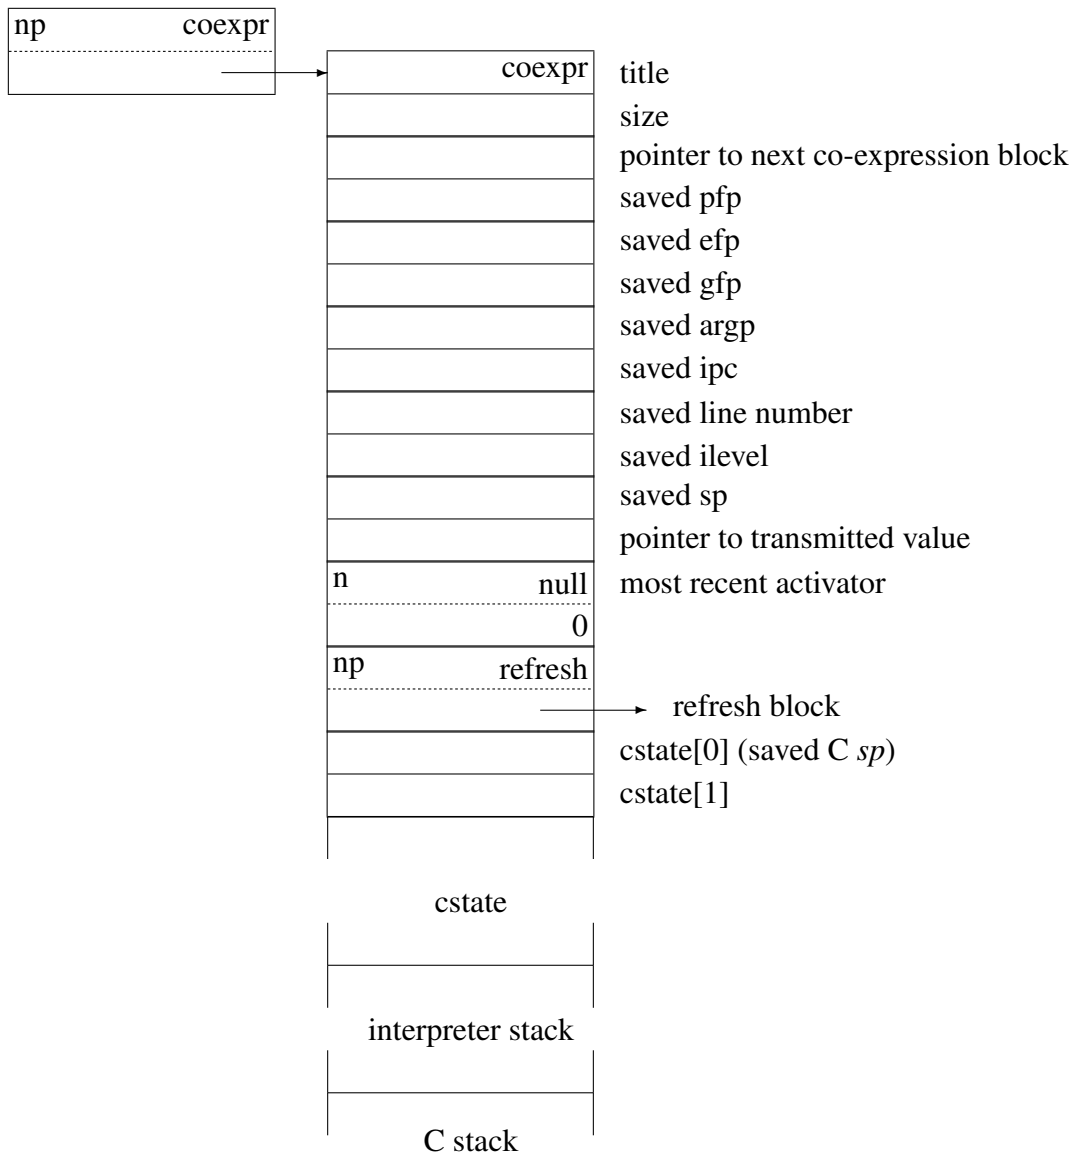 np coexpr
coexpr title
size
pointer to next co-expression block
saved pfp
saved efp
saved gfp
saved argp
saved ipc
saved line number
saved ilevel
saved sp
pointer to transmitted value
n null most recent activator
0
np refresh
refresh block
cstate[0] (saved C sp)
cstate[1]
cstate
interpreter stack
C stack